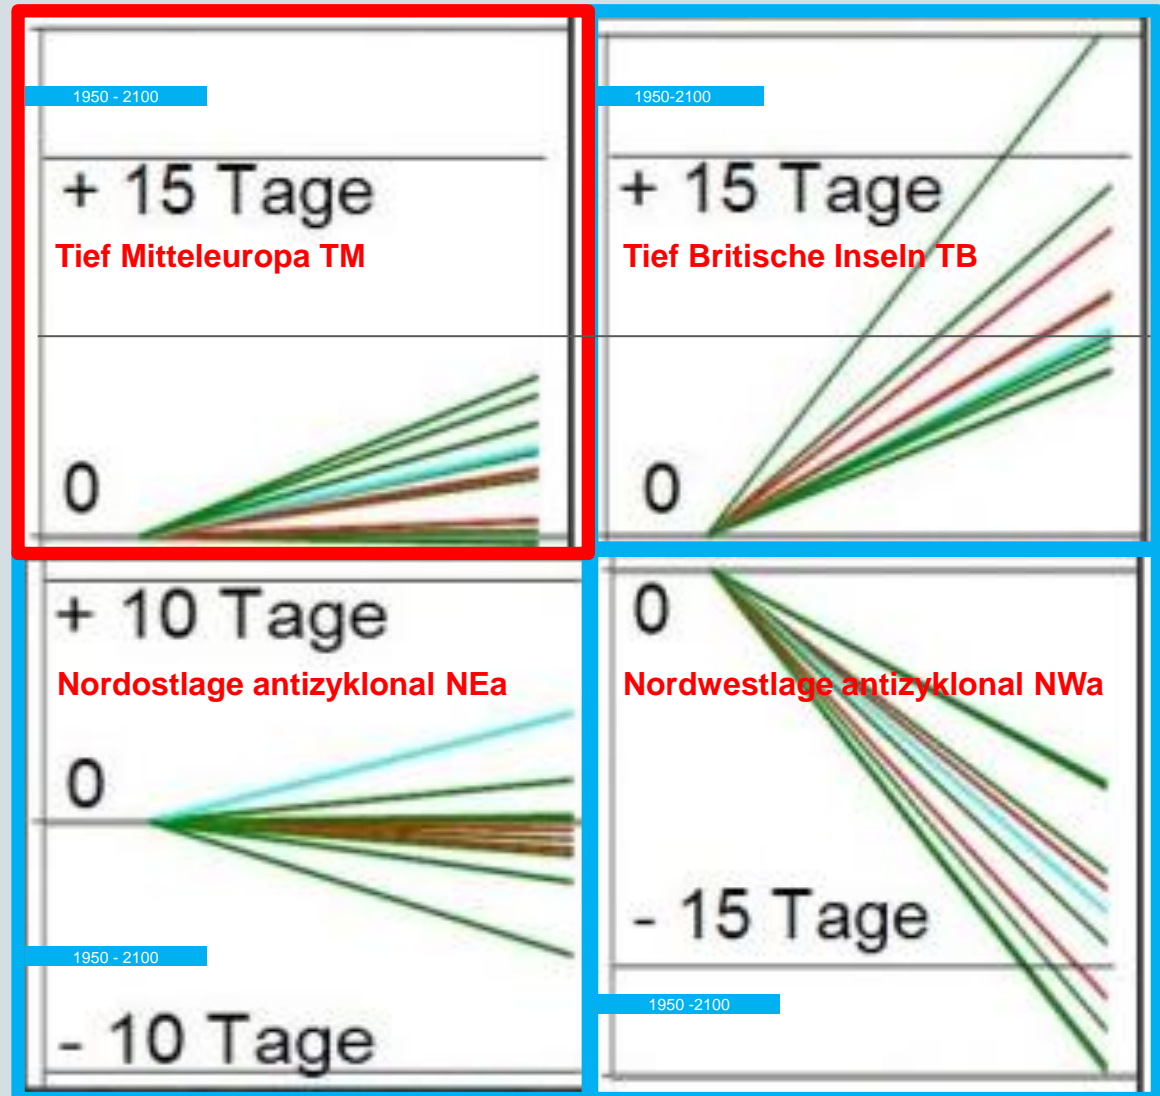 1950 - 2100
+ 15 Tage
Tief Mitteleuropa TM
0
1950-2100
+ 15 Tage
Tief Britische Inseln TB
0
+ 10 Tage
Nordostlage antizyklonal NEa
0
1950 - 2100
- 10 Tage
0
Nordwestlage antizyklonal NWa
- 15 Tage
1950 -2100